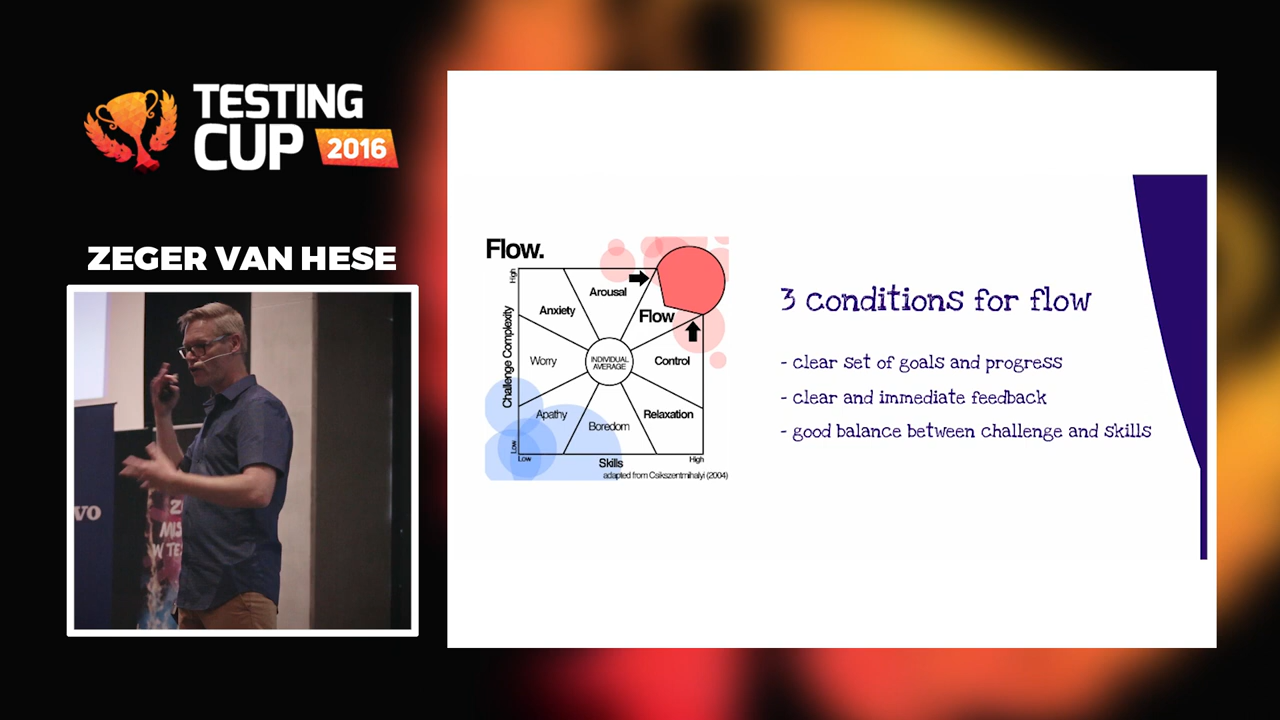 TESTING
CUP 2016
ZEGER VAN HESE
Flow.
High
Challenge Complexity
Low
Arousal
Anxiety
Flow
Worry
INDIVIDUAL
AVERAGE
Control
Apathy
Boredom
Relaxation
Low
Skills
High
adapted from Csikszentmihalyi (2004)
3 conditions for flow
- clear set of goals and progress
- clear and immediate feedback
- good balance between challenge and skills